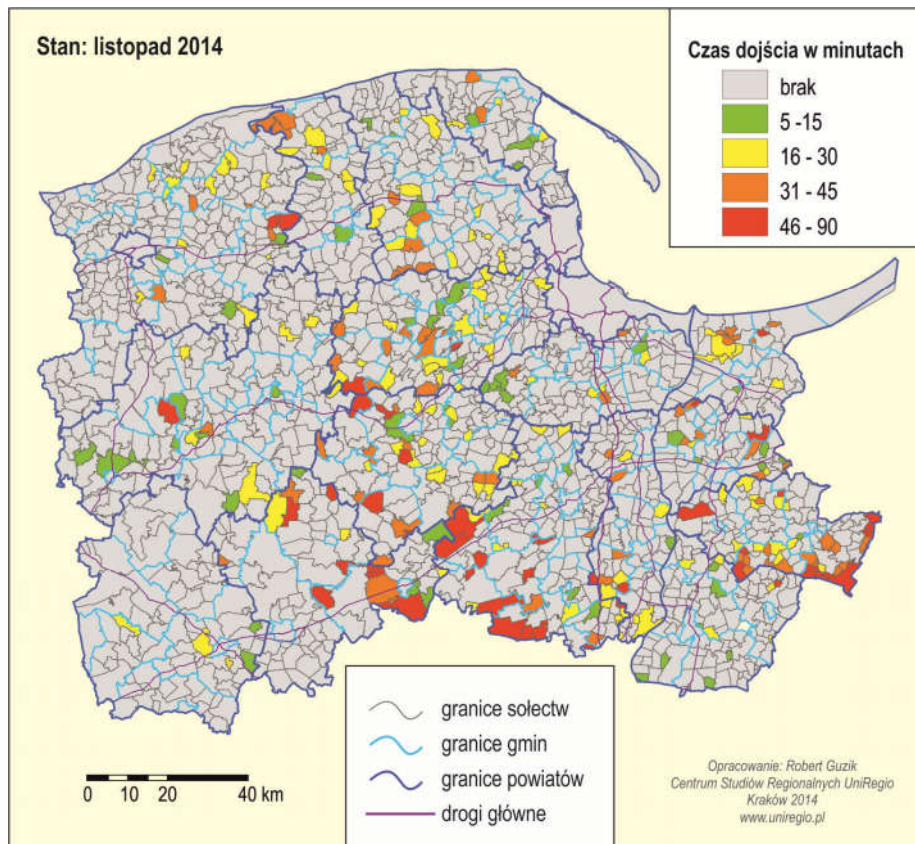 Stan: listopad 2014
Czas dojścia w minutach
brak
5 -15
16 - 30
31 - 45
46 - 90
granice sołectw
granice gmin
granice powiatów
drogi główne
0 10 20 40 km
Opracowanie: Robert Guzik
Centrum Studiów Regionalnych UniRegio
Kraków 2014
www.uniregio.pl